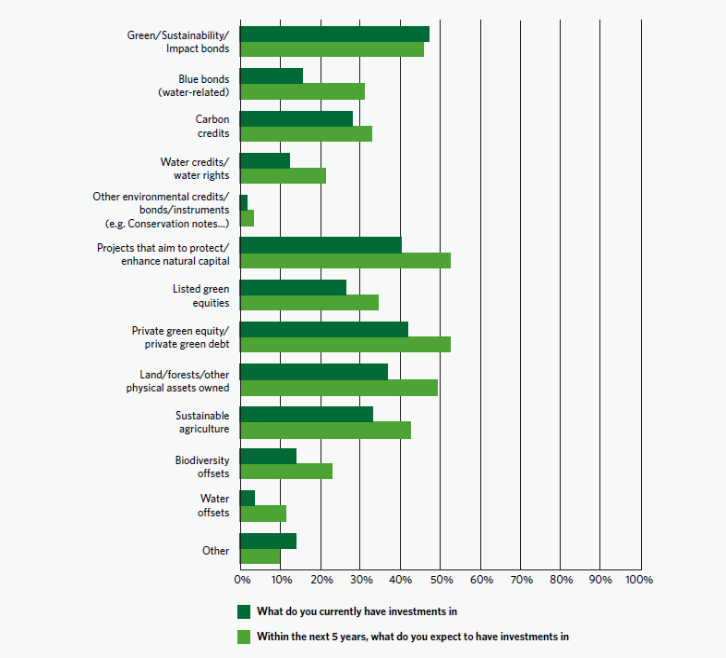 Green/Sustainability/
Impact bonds
Blue bonds
(water-related)
Carbon
credits
Water credits/
water rights
Other environmental credits/
bonds/instruments
(e.g. Conservation notes...)
Projects that aim to protect/
enhance natural capital
Listed green
equities
Private green equity/
private green debt
Land/forests/other
physical assets owned
Sustainable
agriculture
Biodiversity
offsets
Water
offsets
Other
0% 10% 20% 30% 40% 50% 60% 70% 80% 90% 100%
What do you currently have investments in
Within the next 5 years, what do you expect to have investments in